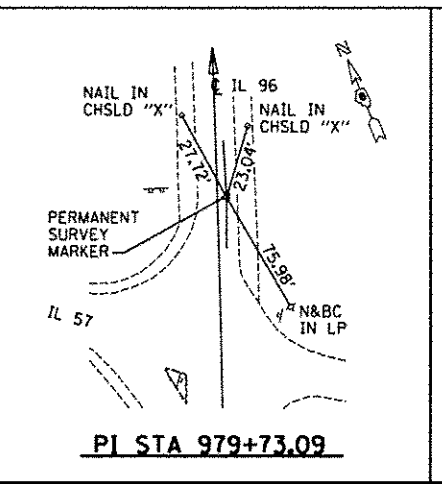 N
℄ IL 96
NAIL IN
CHSLD "X"
NAIL IN
CHSLD "X"
27.72'
23.04'
PERMANENT
SURVEY
MARKER
75.98'
IL 57
N&BC
IN LP
P
PI STA 979+73.09